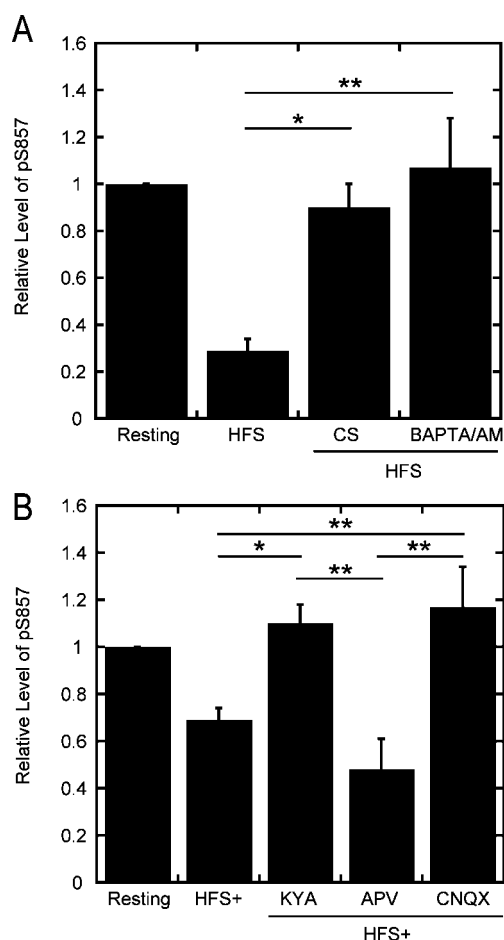 A
1.6
1.4
1.2
1
0.8
0.6
0.4
0.2
0
Relative Level of pS857
**
*
Resting HFS CS BAPTA/AM
HFS
B
1.6
1.4
1.2
1
0.8
0.6
0.4
0.2
0
Relative Level of pS857
**
* **
**
Resting HFS+ KYA APV CNQX
HFS+